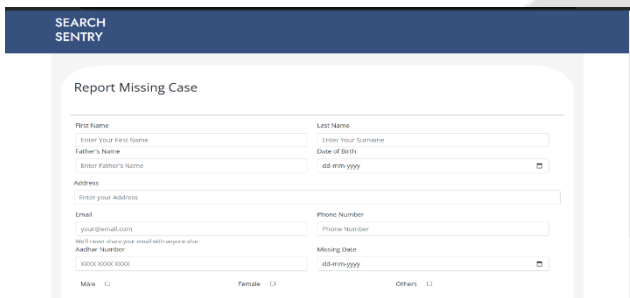 SEARCH
SENTRY
Report Missing Case
First Name Last Name
Enter Your First Name Enter Your Surname
Father's Name Date of Birth
Enter Father's Name dd-mm-yyyy
Address
Enter your Address
Email Phone Number
your@email.com Phone Number
We'll never share your email with anyone else.
Aadhar Number Missing Date
XXXX XXXX XXXX dd-mm-yyyy
Male Female Others